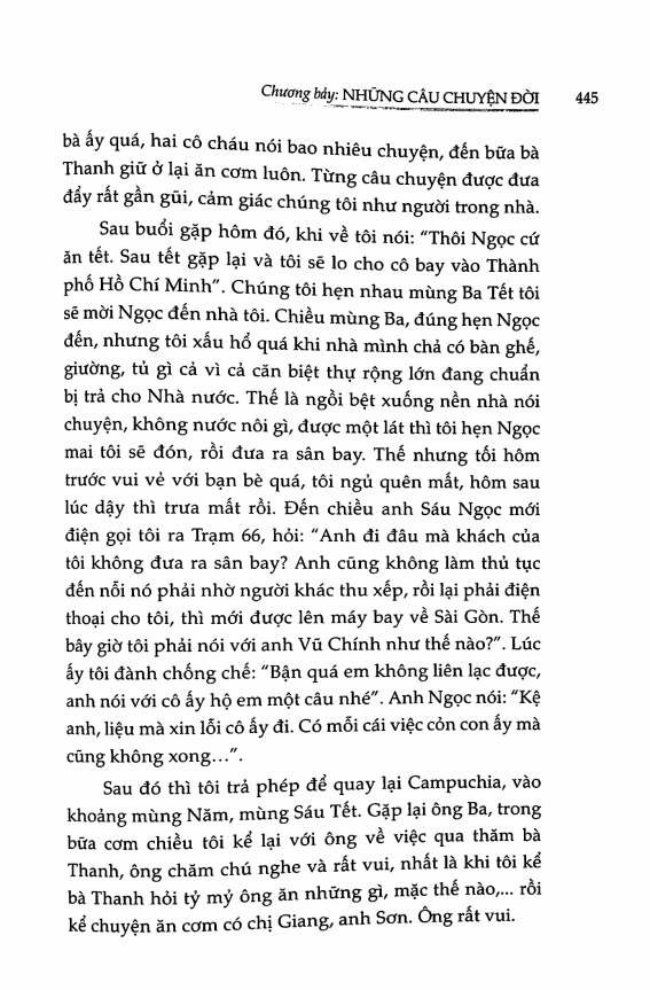 Chương bảy: NHỮNG CÂU CHUYỆN ĐỜI 445
bà ấy quá, hai cô cháu nói bao nhiêu chuyện, đến bữa bà
Thanh giữ ở lại ăn cơm luôn. Từng câu chuyện được đưa
đẩy rất gần gũi, cảm giác chúng tôi như người trong nhà.
Sau buổi gặp hôm đó, khi về tôi nói: “Thôi Ngọc cứ
ăn tết. Sau tết gặp lại và tôi sẽ lo cho cô bay vào Thành
phố Hồ Chí Minh”. Chúng tôi hẹn nhau mùng Ba Tết tôi
sẽ mời Ngọc đến nhà tôi. Chiều mùng Ba, đúng hẹn Ngọc
đến, nhưng tôi xấu hổ quá khi nhà mình chả có bàn ghế,
giường, tủ gì cả vì cả căn biệt thự rộng lớn đang chuẩn
bị trả cho Nhà nước. Thế là ngồi bệt xuống nền nhà nói
chuyện, không nước nôi gì, được một lát thì tôi hẹn Ngọc
mai tôi sẽ đón, rồi đưa ra sân bay. Thế nhưng tối hôm
trước vui vẻ với bạn bè quá, tôi ngủ quên mất, hôm sau
lúc dậy thì trưa mất rồi. Đến chiều anh Sáu Ngọc mới
điện gọi tôi ra Trạm 66, hỏi: “Anh đi đâu mà khách của
tôi không đưa ra sân bay? Anh cũng không làm thủ tục
đến nỗi nó phải nhờ người khác thu xếp, rồi lại phải điện
thoại cho tôi, thì mới được lên máy bay về Sài Gòn. Thế
bây giờ tôi phải nói với anh Vũ Chính như thế nào?”. Lúc
ấy tôi đành chống chế: “Bận quá em không liên lạc được,
anh nói với cô ấy hộ em một câu nhé”. Anh Ngọc nói: “Kệ
anh, liệu mà xin lỗi cô ấy đi. Có mỗi cái việc cỏn con ấy mà
cũng không xong...”.
Sau đó thì tôi trả phép để quay lại Campuchia, vào
khoảng mùng Năm, mùng Sáu Tết. Gặp lại ông Ba, trong
bữa cơm chiều tôi kể lại với ông về việc qua thăm bà
Thanh, ông chăm chú nghe và rất vui, nhất là khi tôi kể
bà Thanh hỏi tỷ mỷ ông ăn những gì, mặc thế nào,... rồi
kể chuyện ăn cơm có chị Giang, anh Sơn. Ông rất vui.